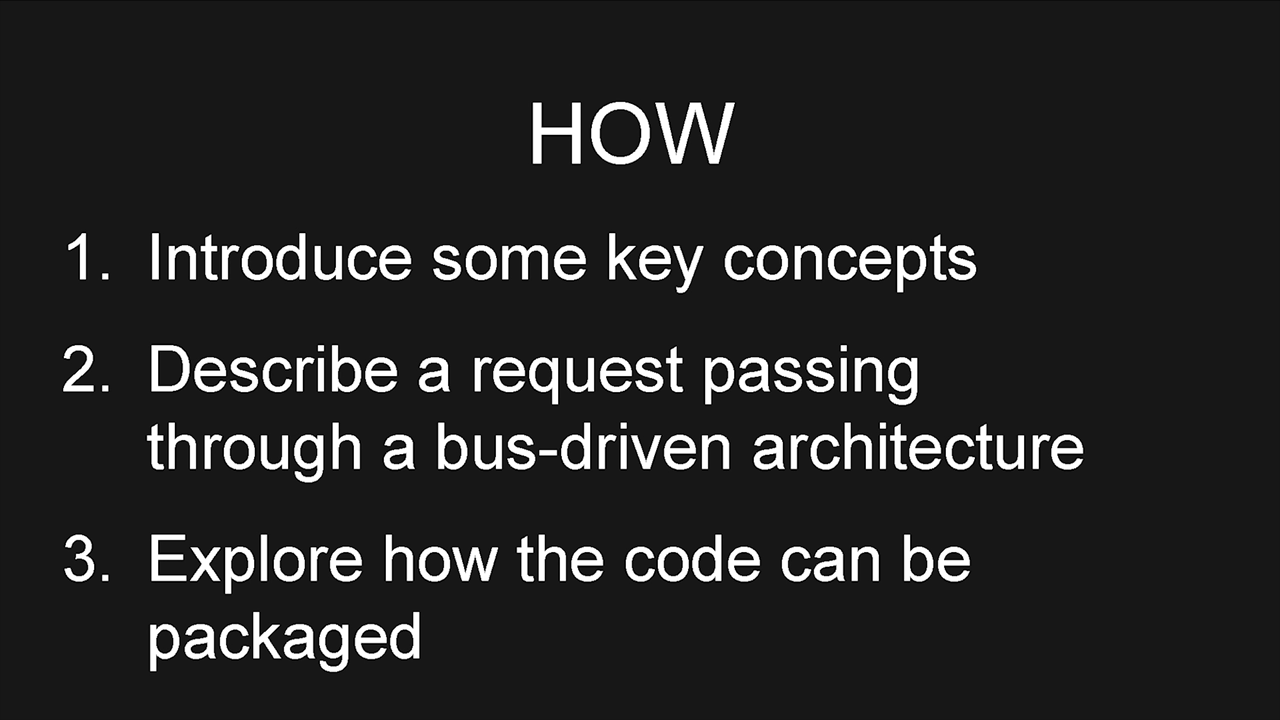 HOW
1. Introduce some key concepts
2. Describe a request passing
through a bus-driven architecture
3. Explore how the code can be
packaged